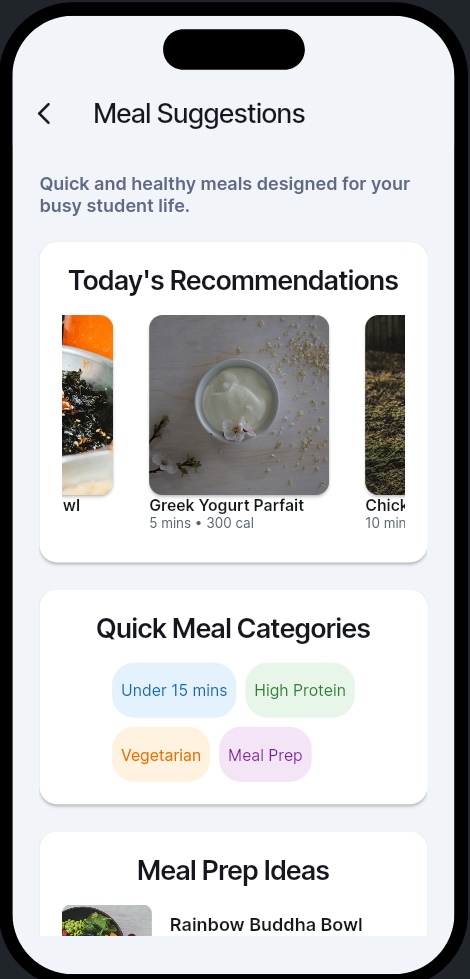 Meal Suggestions
Quick and healthy meals designed for your
busy student life.
Today's Recommendations
wl
Greek Yogurt Parfait
Chick
5 mins • 300 cal
10 min
Quick Meal Categories
Under 15 mins
High Protein
Vegetarian
Meal Prep
Meal Prep Ideas
Rainbow Buddha Bowl